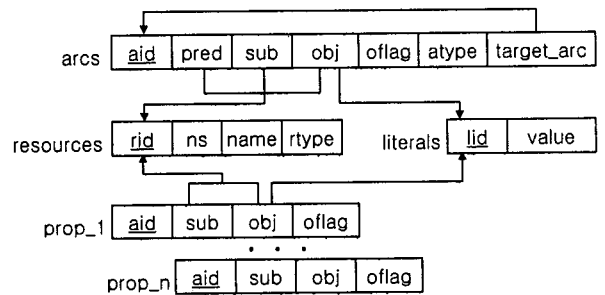 arcs aid pred sub obj oflag atype target_arc
resources rid ns name rtype literals lid value
prop_1 aid sub obj oflag
. . .
prop_n aid sub obj oflag